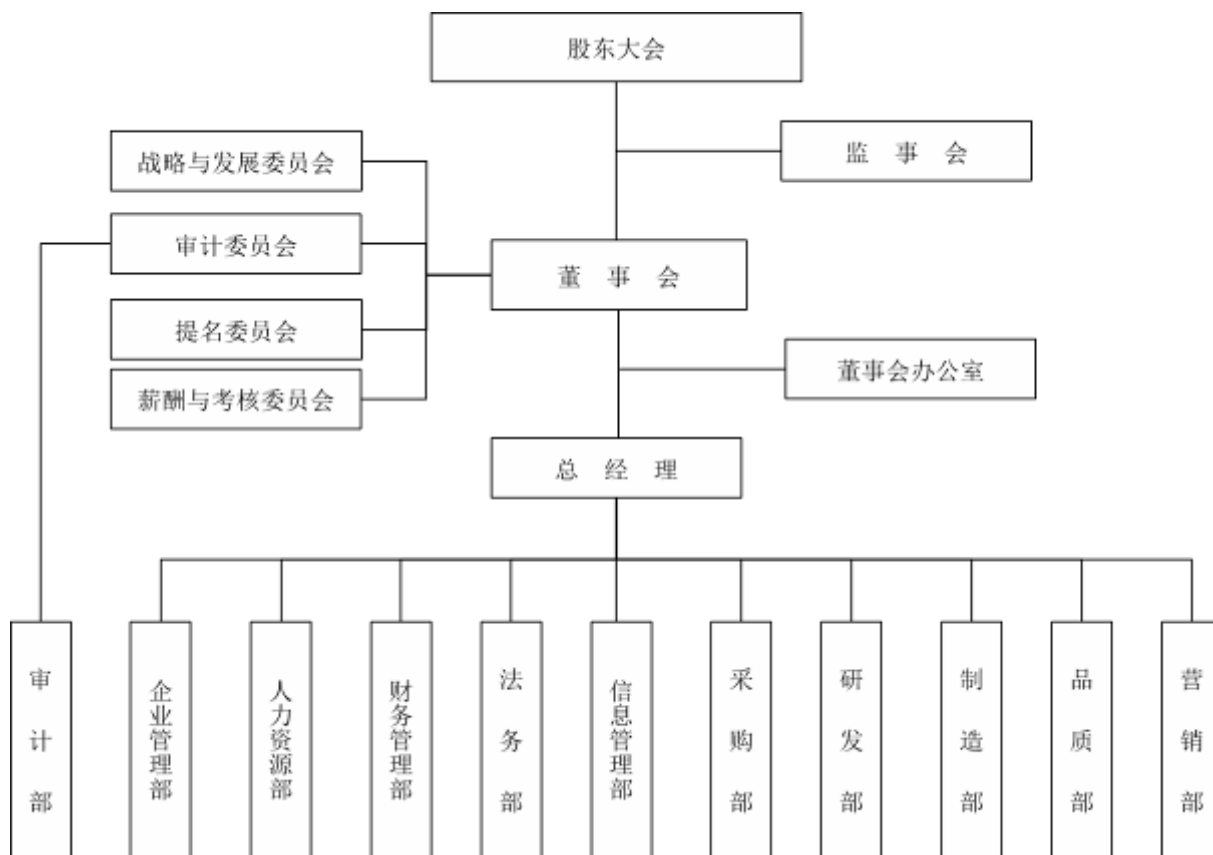 股东大会
监事会
战略与发展委员会
审计委员会
董事会
提名委员会
董事会办公室
薪酬与考核委员会
总经理
审计部
企业管理部
人力资源部
财务管理部
法务部
信息管理部
采购部
研发部
制造部
品质部
营销部